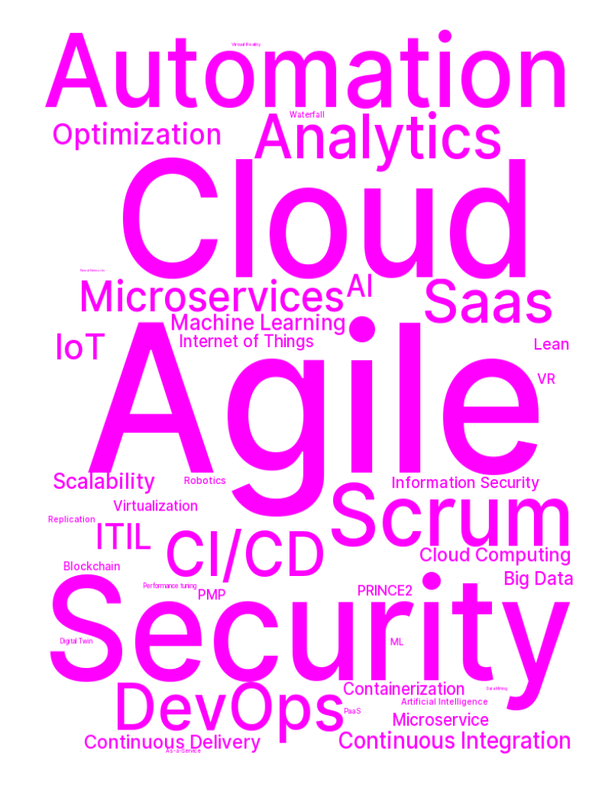 Automation
Virtual Reality
Waterfall
Optimization
Analytics
Cloud
Microservices
AI
Saas
Machine Learning
Internet of Things
IoT
Lean
Agile
VR
Scalability
Robotics
Information Security
Virtualization
Scrum
Replication
ITIL
CI/CD
Cloud Computing
Blockchain
Big Data
Performance tuning
PMP
PRINCE2
Security
Digital Twin
ML
Containerization
DevOps
Artificial Intelligence
PaaS
Microservice
Continuous Delivery
Continuous Integration